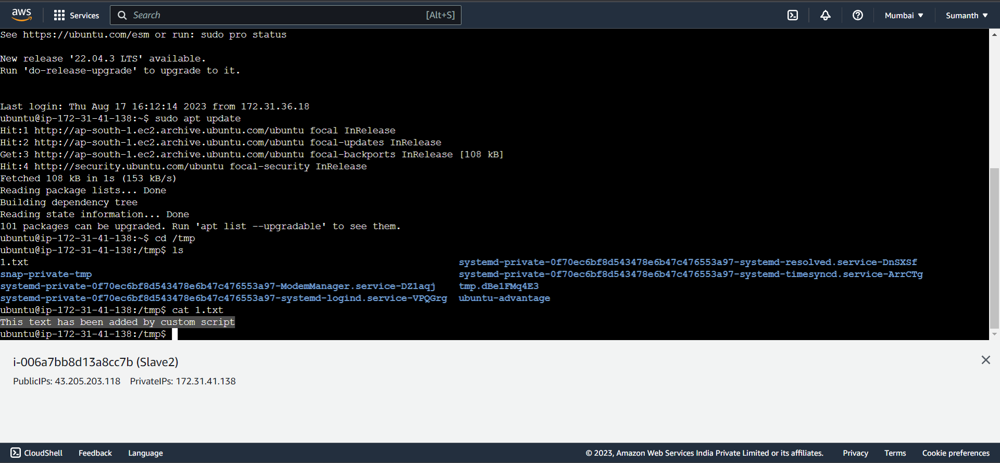 aws
Services
Search [Alt+S]
Mumbai ▼
Sumanth ▼
See https://ubuntu.com/esm or run: sudo pro status
New release '22.04.3 LTS' available.
Run 'do-release-upgrade' to upgrade to it.
Last login: Thu Aug 17 16:12:14 2023 from 172.31.36.18
ubuntu@ip-172-31-41-138:~$ sudo apt update
Hit:1 http://ap-south-1.ec2.archive.ubuntu.com/ubuntu focal InRelease
Hit:2 http://ap-south-1.ec2.archive.ubuntu.com/ubuntu focal-updates InRelease
Get:3 http://ap-south-1.ec2.archive.ubuntu.com/ubuntu focal-backports InRelease [108 kB]
Hit:4 http://security.ubuntu.com/ubuntu focal-security InRelease
Fetched 108 kB in 1s (153 kB/s)
Reading package lists... Done
Building dependency tree
Reading state information... Done
101 packages can be upgraded. Run 'apt list --upgradable' to see them.
ubuntu@ip-172-31-41-138:~$ cd /tmp
ubuntu@ip-172-31-41-138:/tmp$ ls
1.txt systemd-private-0f70ec6bf8d543478e6b47c476553a97-systemd-resolved.service-DnSXSf
snap-private-tmp systemd-private-0f70ec6bf8d543478e6b47c476553a97-systemd-timesyncd.service-ArrCTg
systemd-private-0f70ec6bf8d543478e6b47c476553a97-ModemManager.service-DZ1aqj tmp.dBe1FMq4E3
systemd-private-0f70ec6bf8d543478e6b47c476553a97-systemd-logind.service-VPQGrg ubuntu-advantage
ubuntu@ip-172-31-41-138:/tmp$ cat 1.txt
This text has been added by custom script
ubuntu@ip-172-31-41-138:/tmp$
i-006a7bb8d13a8cc7b (Slave2)
PublicIPs: 43.205.203.118 PrivateIPs: 172.31.41.138
CloudShell Feedback Language © 2023, Amazon Web Services India Private Limited or its affiliates. Privacy Terms Cookie preferences